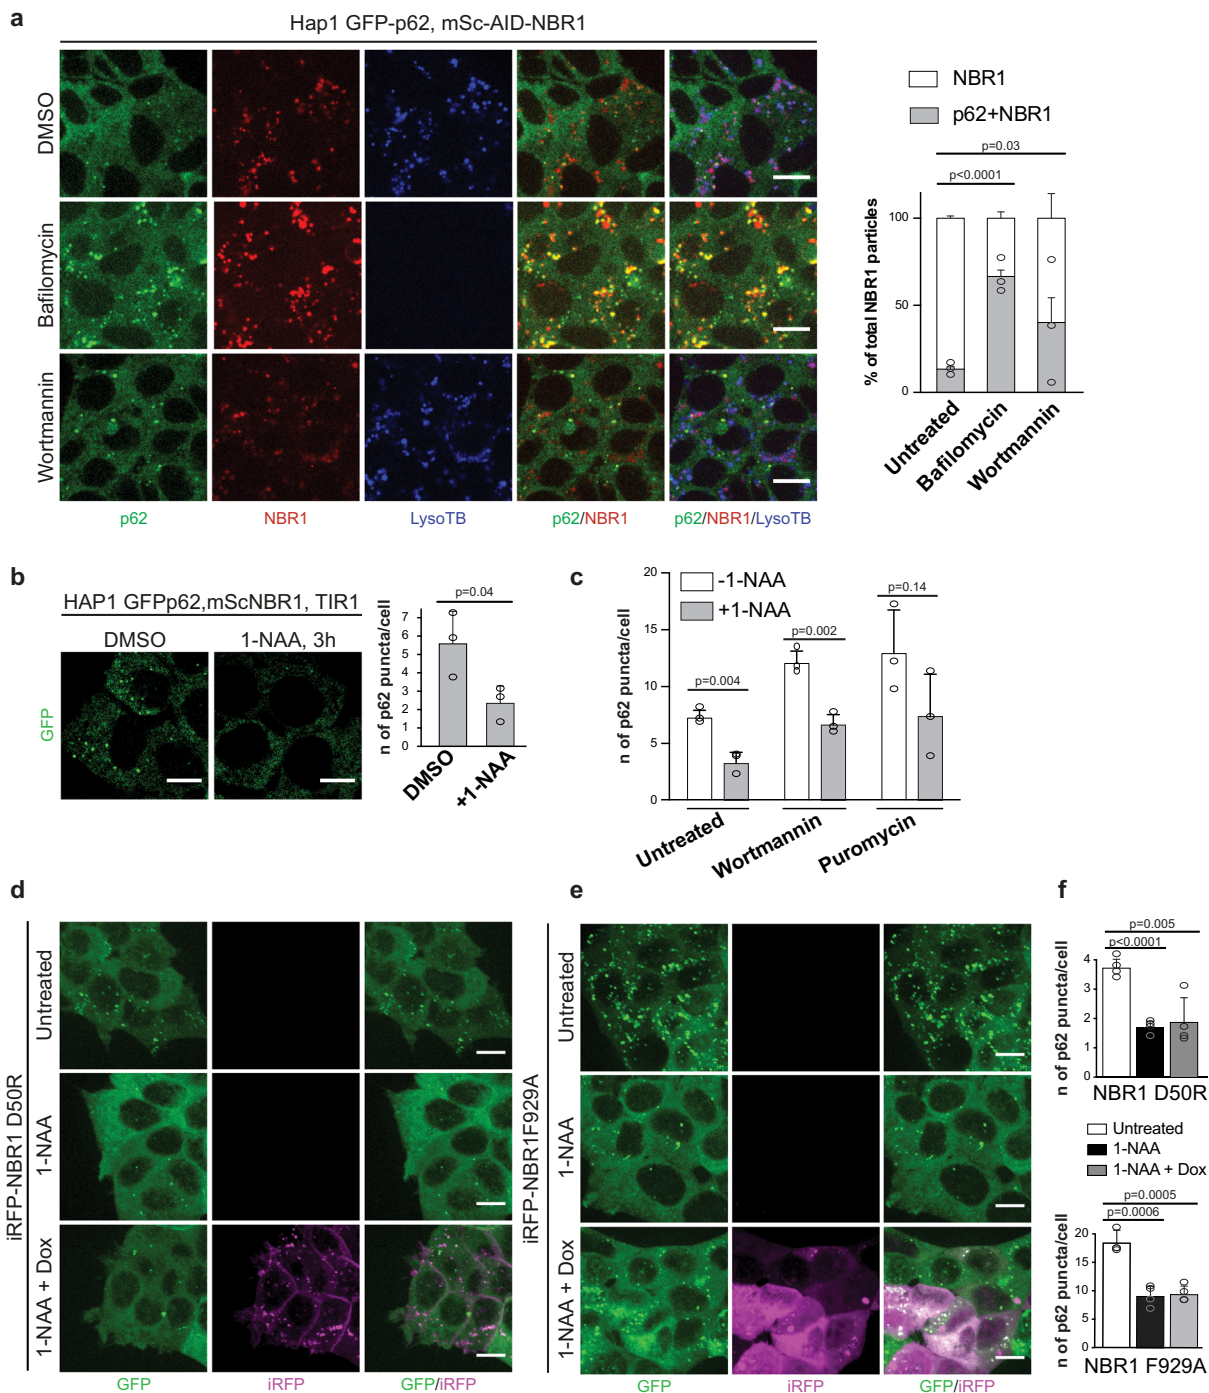 a
Hap1 GFP-p62, mSc-AID-NBR1
DMSO
Bafilomycin
Wortmannin
p62
NBR1
LysoTB
p62/NBR1
p62/NBR1/LysoTB
NBR1
p62+NBR1
p=0.03
p<0.0001
% of total NBR1 particles
100
50
0
Untreated
Bafilomycin
Wortmannin
b
HAP1 GFPp62,mScNBR1, TIR1
DMSO
1-NAA, 3h
GFP
p=0.04
n of p62 puncta/cell
7
6
5
4
3
2
1
0
DMSO
+1-NAA
c
-1-NAA
+1-NAA
n of p62 puncta/cell
20
15
10
5
0
p=0.004
p=0.002
p=0.14
Untreated
Wortmannin
Puromycin
d
iRFP-NBR1 D50R
Untreated
1-NAA
1-NAA + Dox
GFP
iRFP
GFP/iRFP
e
iRFP-NBR1F929A
Untreated
1-NAA
1-NAA + Dox
GFP
iRFP
GFP/iRFP
f
p=0.005
p<0.0001
n of p62 puncta/cell
4
3
2
1
0
NBR1 D50R
Untreated
1-NAA
1-NAA + Dox
p=0.0005
p=0.0006
n of p62 puncta/cell
20
15
10
5
0
NBR1 F929A